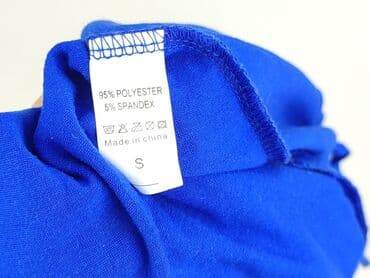 95% POLYESTER
5% SPANDEX
Made in china
S